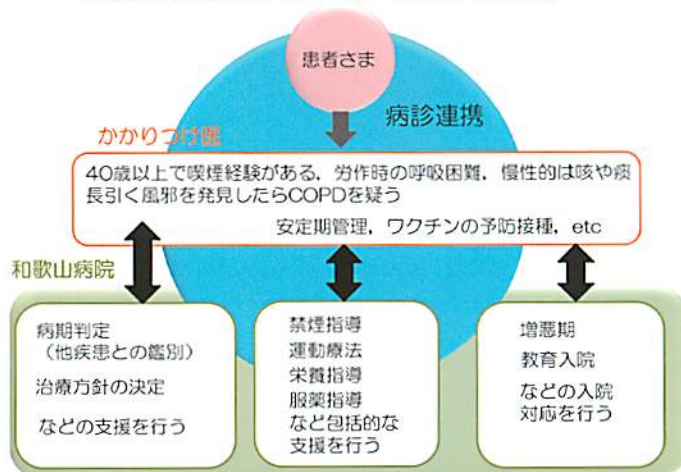 患者さま
病診連携
かかりつけ医
40歳以上で喫煙経験がある，労作時の呼吸困難，慢性的は咳や痰
長引く風邪を発見したらCOPDを疑う
安定期管理，ワクチンの予防接種，etc
和歌山病院
病期判定
（他疾患との鑑別）
治療方針の決定
などの支援を行う
禁煙指導
運動療法
栄養指導
服薬指導
など包括的な
支援を行う
増悪期
教育入院
などの入院
対応を行う